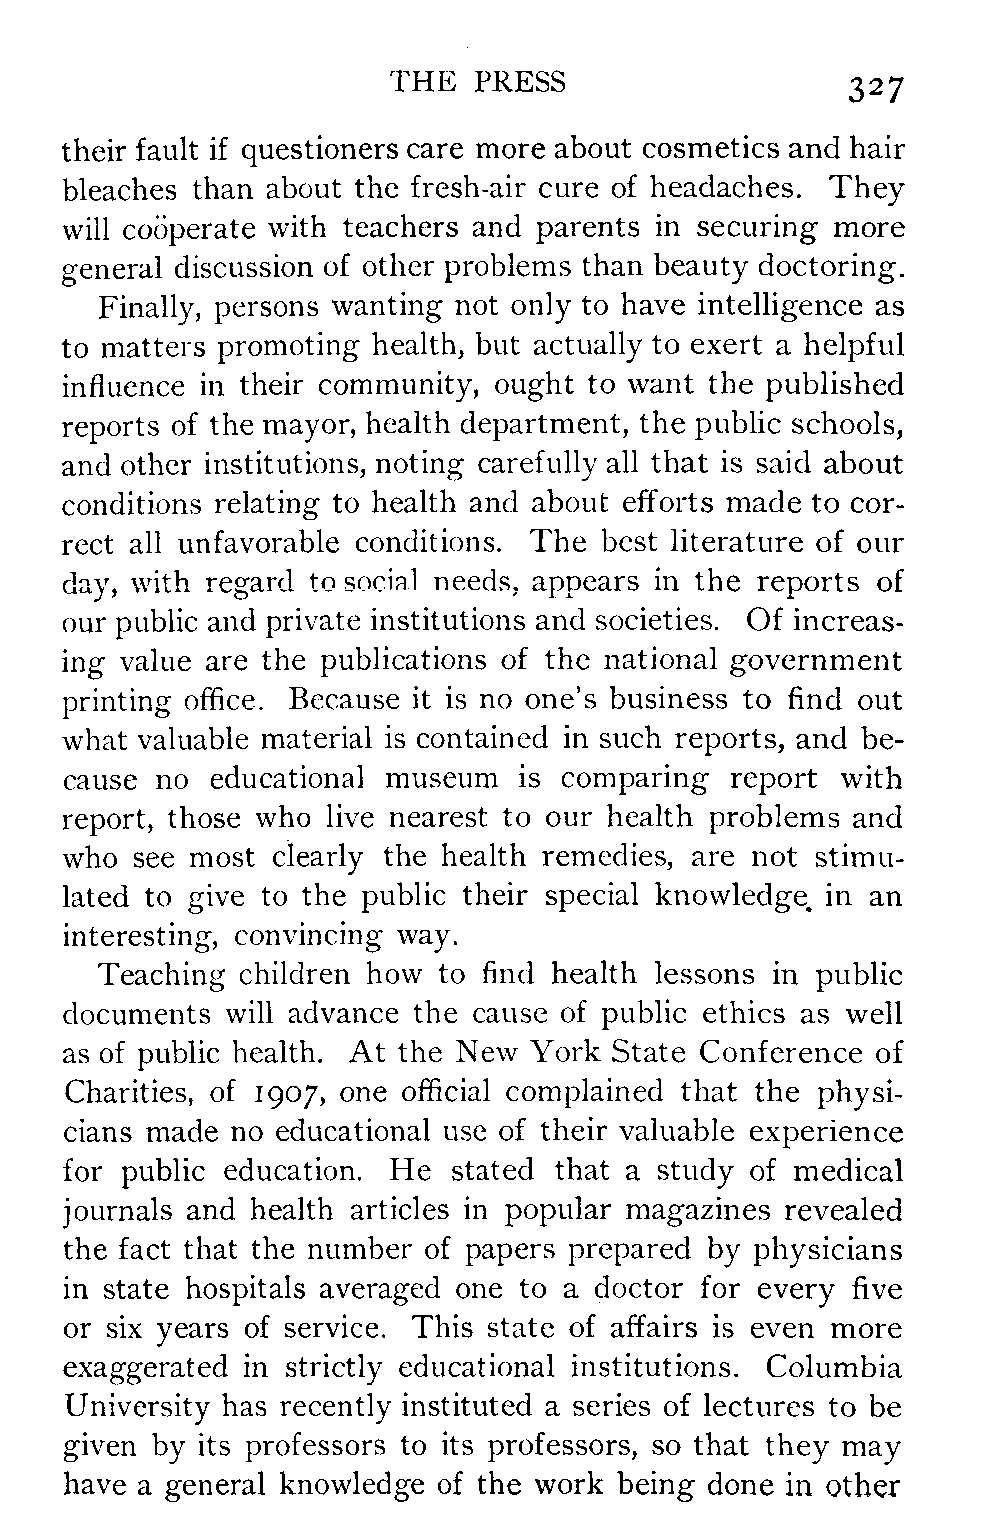 THE PRESS 327
their fault if questioners care more about cosmetics and hair
bleaches than about the fresh-air cure of headaches. They
will coöperate with teachers and parents in securing more
general discussion of other problems than beauty doctoring.
Finally, persons wanting not only to have intelligence as
to matters promoting health, but actually to exert a helpful
influence in their community, ought to want the published
reports of the mayor, health department, the public schools,
and other institutions, noting carefully all that is said about
conditions relating to health and about efforts made to cor-
rect all unfavorable conditions. The best literature of our
day, with regard to social needs, appears in the reports of
our public and private institutions and societies. Of increas-
ing value are the publications of the national government
printing office. Because it is no one's business to find out
what valuable material is contained in such reports, and be-
cause no educational museum is comparing report with
report, those who live nearest to our health problems and
who see most clearly the health remedies, are not stimu-
lated to give to the public their special knowledge. in an
interesting, convincing way.
Teaching children how to find health lessons in public
documents will advance the cause of public ethics as well
as of public health. At the New York State Conference of
Charities, of 1907, one official complained that the physi-
cians made no educational use of their valuable experience
for public education. He stated that a study of medical
journals and health articles in popular magazines revealed
the fact that the number of papers prepared by physicians
in state hospitals averaged one to a doctor for every five
or six years of service. This state of affairs is even more
exaggerated in strictly educational institutions. Columbia
University has recently instituted a series of lectures to be
given by its professors to its professors, so that they may
have a general knowledge of the work being done in other